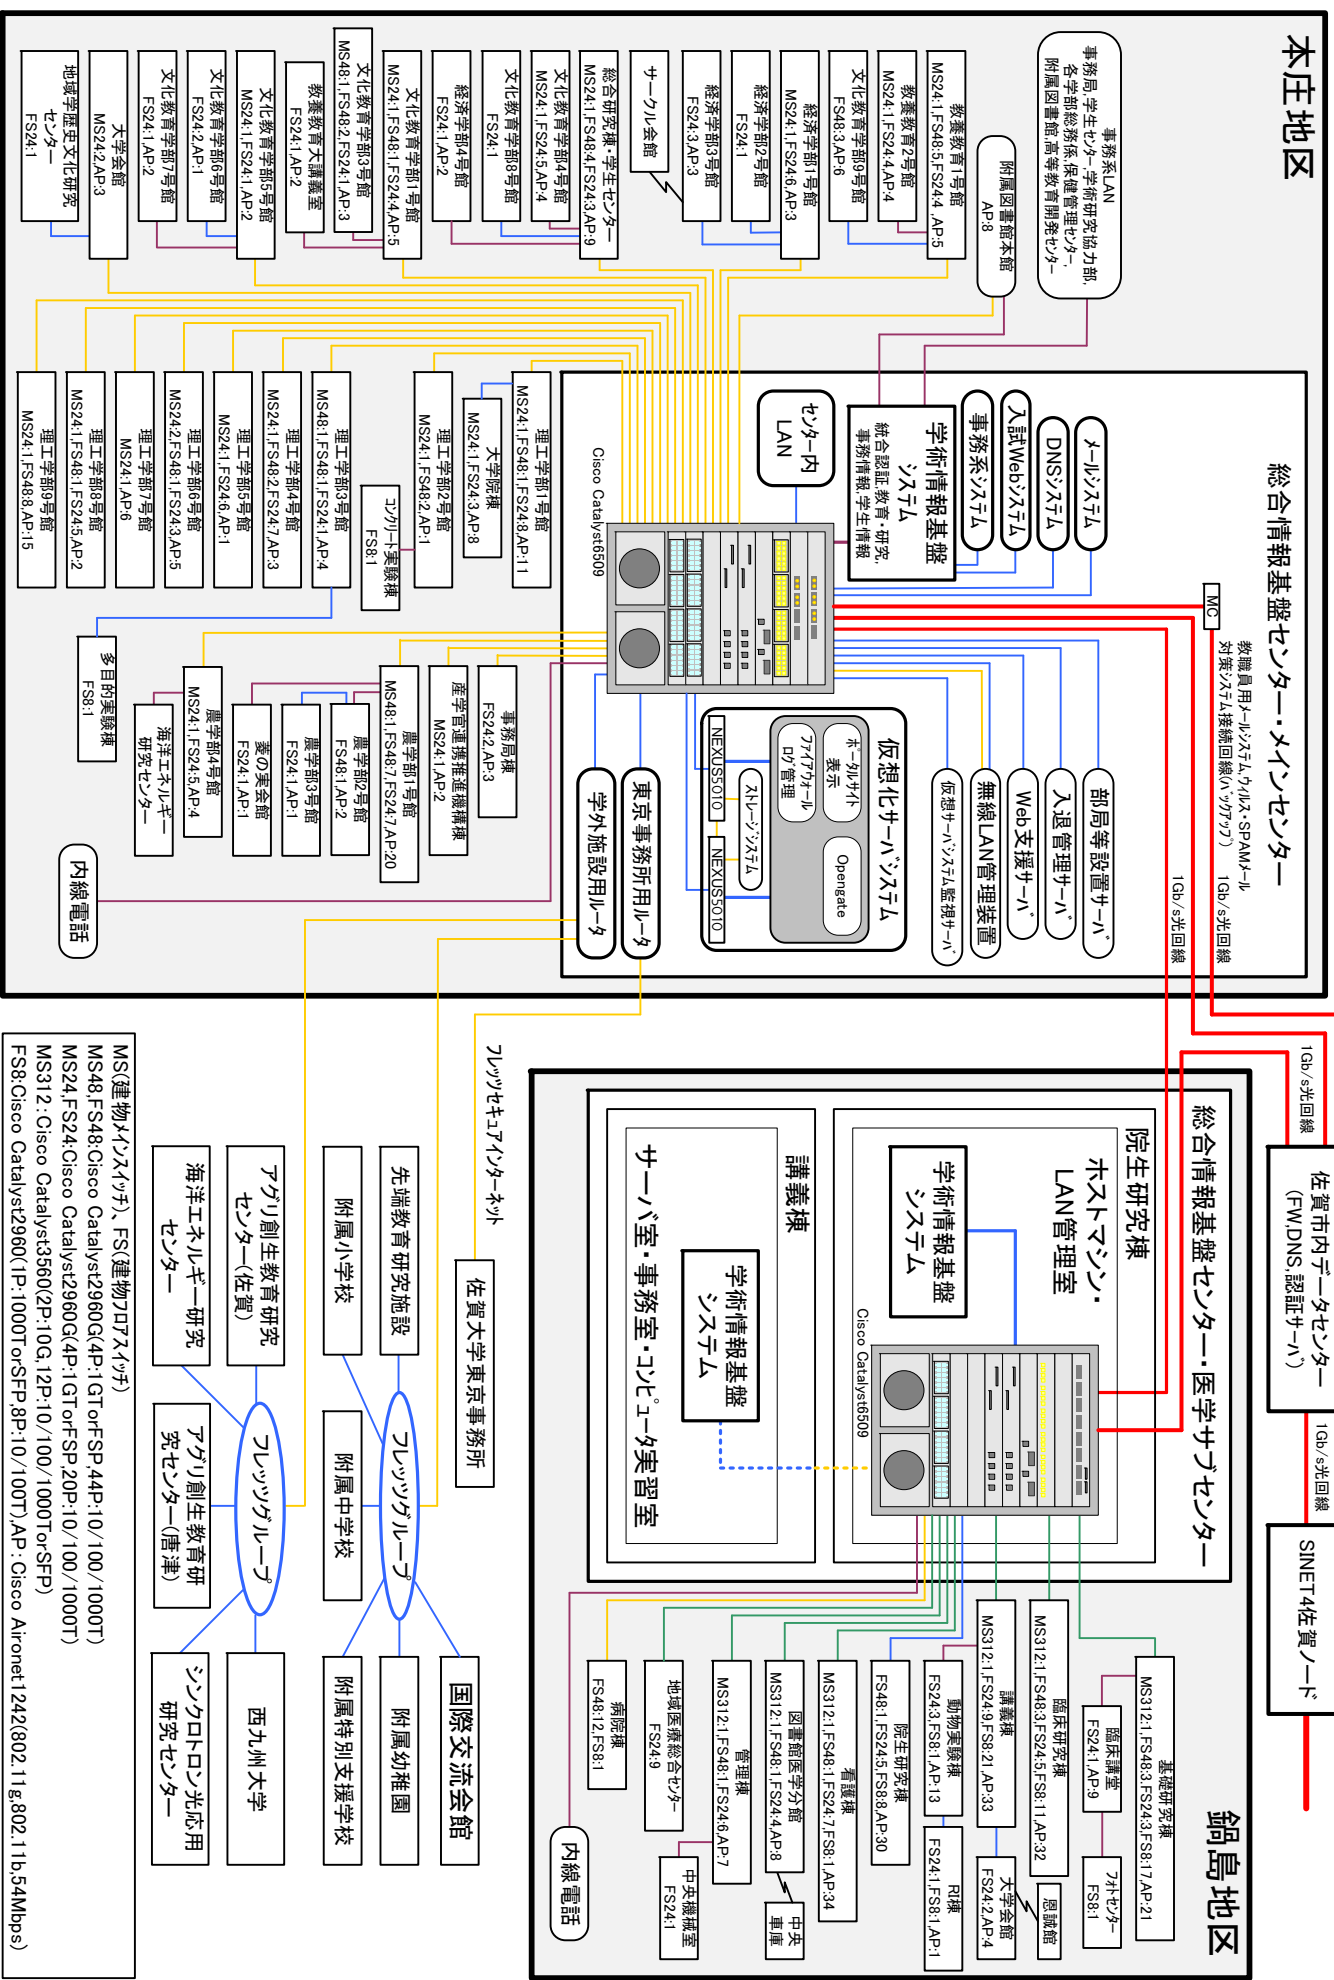 本庄地区
事務系LAN
事務局,学生センター,学術研究協力部,
各学部総務係,保健管理センター,
附属図書館,高等教育開発センター
附属図書館本館
AP:8
教養教育1号館
MS24:1,FS48:5,FS24:4 ,AP:5
教養教育2号館
MS24:1,FS24:4,AP:4
文化教育学部9号館
FS48:3,AP:6
経済学部1号館
MS24:1,FS24:6,AP:3
経済学部2号館
FS24:1
経済学部3号館
FS24:3,AP:3
サークル会館
総合研究棟・学生センター
MS24:1,FS48:4,FS24:3,AP:9
文化教育学部4号館
MS24:1,FS24:5,AP:4
文化教育学部8号館
FS24:1
経済学部4号館
FS24:1,AP:2
文化教育学部1号館
MS24:1,FS48:1,FS24:4,AP:5
文化教育学部3号館
MS48:1,FS48:2,FS24:1,AP:3
教養教育大講義室
FS24:1,AP:2
文化教育学部5号館
MS24:1,FS24:1,AP:2
文化教育学部6号館
FS24:2,AP:1
文化教育学部7号館
FS24:1,AP:2
大学会館
MS24:2,AP:3
地域学歴史文化研究
センター
FS24:1
総合情報基盤センター・メインセンター
メールシステム
DNSシステム
入試Webシステム
事務系システム
学術情報基盤
システム
統合認証,教育・研究,
事務情報,学生情報
センター内
LAN
Cisco Catalyst6509
MC
教職員用メールシステム,ウィルス・SPAMメール
対策システム接続回線(バックアップ)
1Gb/s光回線
1Gb/s光回線
部局等設置サーバ
入退管理サーバ
Web支援サーバ
無線LAN管理装置
仮想サーバシステム監視サーバ
仮想化サーバシステム
ポータルサイト
表示
ファイアウォール
ログ管理
Opengate
ストレージシステム
NEXUS5010
NEXUS5010
東京事務所用ルータ
学外施設用ルータ
理工学部1号館
MS24:1,FS48:1,FS24:8,AP:11
大学院棟
MS24:1,FS24:3,AP:8
理工学部2号館
MS24:1,FS48:2,AP:1
コンクリート実験棟
FS8:1
理工学部3号館
MS48:1,FS48:1,FS24:1,AP:4
理工学部4号館
MS24:1,FS48:2,FS24:7,AP:3
理工学部5号館
MS24:1,FS24:6,AP:1
理工学部6号館
MS24:2,FS48:1,FS24:3,AP:5
理工学部7号館
MS24:1,AP:6
理工学部8号館
MS24:1,FS48:1,FS24:5,AP:2
理工学部9号館
MS24:1,FS48:8,AP:15
事務局棟
FS24:2,AP:3
産学官連携推進機構棟
MS24:1,AP:2
農学部1号館
MS48:1,FS48:7,FS24:7,AP:20
農学部2号館
FS48:1,AP:2
農学部3号館
FS24:1,AP:1
菱の実会館
FS24:1,AP:1
農学部4号館
MS24:1,FS24:5,AP:4
海洋エネルギー
研究センター
多目的実験棟
FS8:1
内線電話
1Gb/s光回線
佐賀市内データセンター
(FW,DNS,認証サーバ)
1Gb/s光回線
SINET4佐賀ノード
鍋島地区
総合情報基盤センター・医学サブセンター
院生研究棟
ホストマシン・
LAN管理室
学術情報基盤
システム
Cisco Catalyst6509
講義棟
サーバ室・事務室・コンピュータ実習室
学術情報基盤
システム
基礎研究棟
MS312:1,FS48:3,FS24:3,FS8:17,AP:21
臨床講堂
FS24:1,AP:9
フォトセンター
FS8:1
臨床研究棟
MS312:1,FS48:3,FS24:5,FS8:11,AP:32
恩誠館
講義棟
MS312:1,FS24:9,FS8:21,AP:33
大学会館
FS24:2,AP:4
動物実験棟
FS24:3,FS8:1,AP:13
RI棟
FS24:1,FS8:1,AP:1
院生研究棟
FS48:1,FS24:5,FS8:8,AP:30
看護棟
MS312:1,FS48:1,FS24:7,FS8:1,AP:34
図書館医学分館
MS312:1,FS48:1,FS24:4,AP:8
中央
車庫
管理棟
MS312:1,FS48:1,FS24:6,AP:7
中央機械室
FS24:1
地域医療総合センター
FS24:9
病院棟
FS48:12,FS8:1
内線電話
フレッツセキュアインターネット
佐賀大学東京事務所
先端教育研究施設
附属小学校
フレッツグループ
附属中学校
国際交流会館
附属幼稚園
附属特別支援学校
アグリ創生教育研究
センター(佐賀)
海洋エネルギー研究
センター
フレッツグループ
アグリ創生教育研
究センター(唐津)
西九州大学
シンクロトロン光応用
研究センター
MS(建物メインスイッチ)、FS(建物フロアスイッチ)
MS48,FS48:Cisco Catalyst2960G(4P:1GTorFSP,44P:10/100/1000T)
MS24,FS24:Cisco Catalyst2960G(4P:1GTorFSP,20P:10/100/1000T)
MS312:Cisco Catalyst3560(2P:10G,12P:10/100/1000TorSFP)
FS8:Cisco Catalyst2960(1P:1000TorSFP,8P:10/100T),AP:Cisco Aironet1242(802.11g,802.11b,54Mbps)